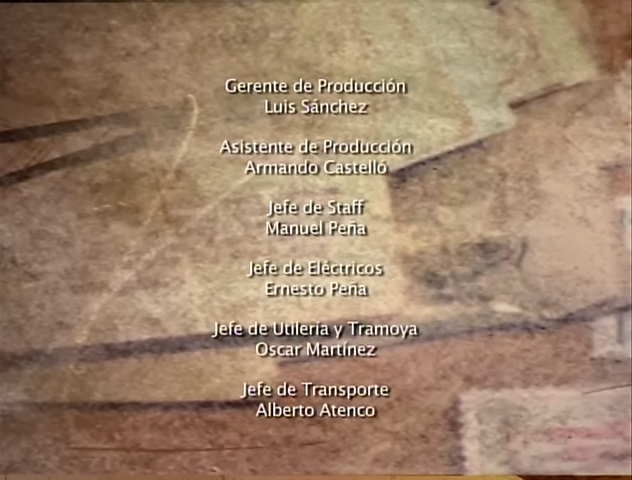 Gerente de Producción
Luis Sánchez
Asistente de Producción
Armando Castelló
Jefe de Staff
Manuel Peña
Jefe de Eléctricos
Ernesto Peña
Jefe de Utilería y Tramoya
Oscar Martínez
Jefe de Transporte
Alberto Atenco